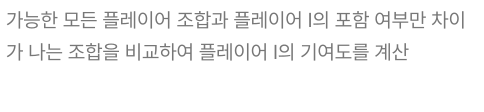 가능한 모든 플레이어 조합과 플레이어 I의 포함 여부만 차이
가 나는 조합을 비교하여 플레이어 I의 기여도를 계산